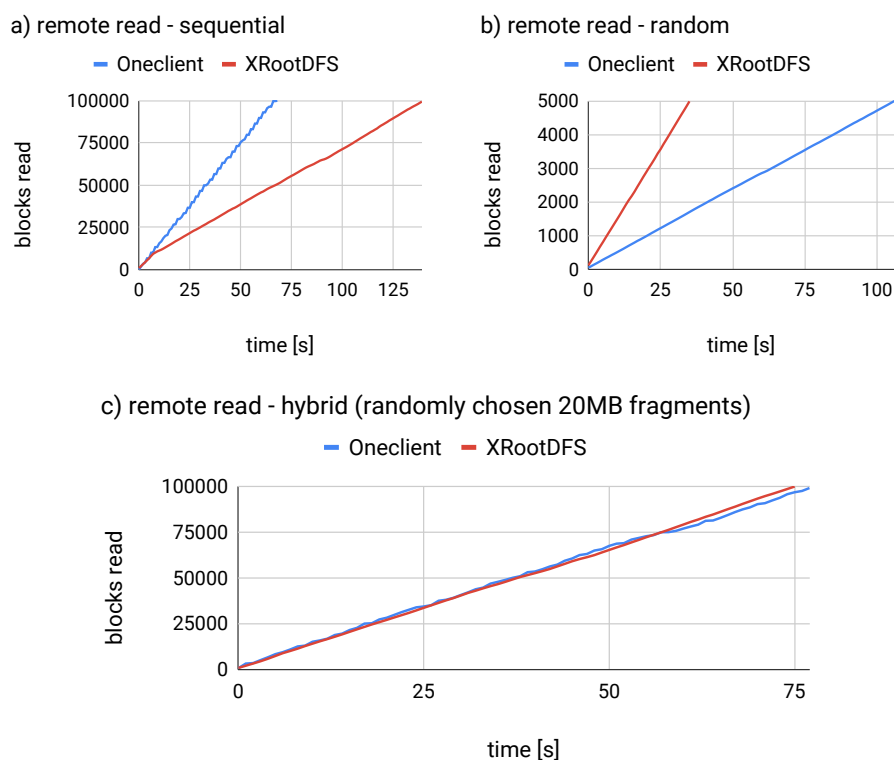 a) remote read - sequential
Oneclient XRootDFS
100000
75000
50000
25000
0
blocks read
0 25 50 75 100 125
time [s]
b) remote read - random
Oneclient XRootDFS
5000
4000
3000
2000
1000
0
blocks read
0 25 50 75 100
time [s]
c) remote read - hybrid (randomly chosen 20MB fragments)
Oneclient XRootDFS
100000
75000
50000
25000
0
blocks read
0 25 50 75
time [s]